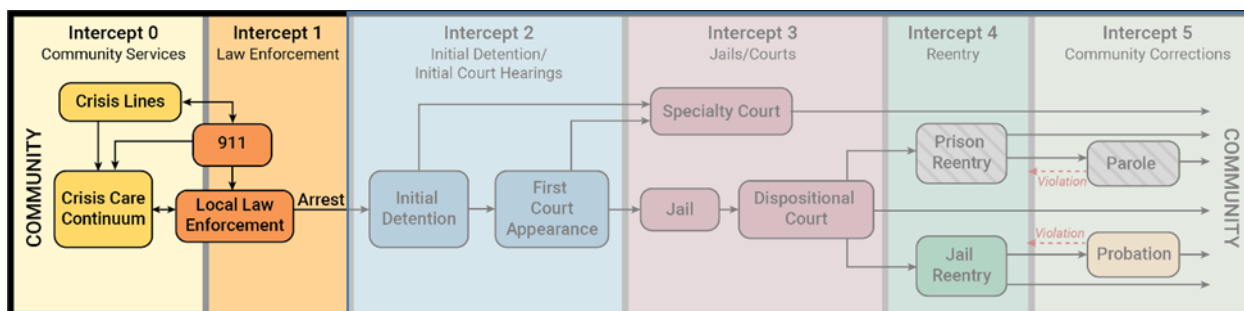 Intercept 0
Community Services
Intercept 1
Law Enforcement
Intercept 2
Initial Detention/
Initial Court Hearings
Intercept 3
Jails/Courts
Intercept 4
Reentry
Intercept 5
Community Corrections
COMMUNITY
Crisis Lines
911
Crisis Care
Continuum
Local Law
Enforcement
Arrest
Initial
Detention
First
Court
Appearance
Specialty Court
Jail
Dispositional
Court
Prison
Reentry
Parole
Violation
Jail
Reentry
Violation
Probation
COMMUNITY